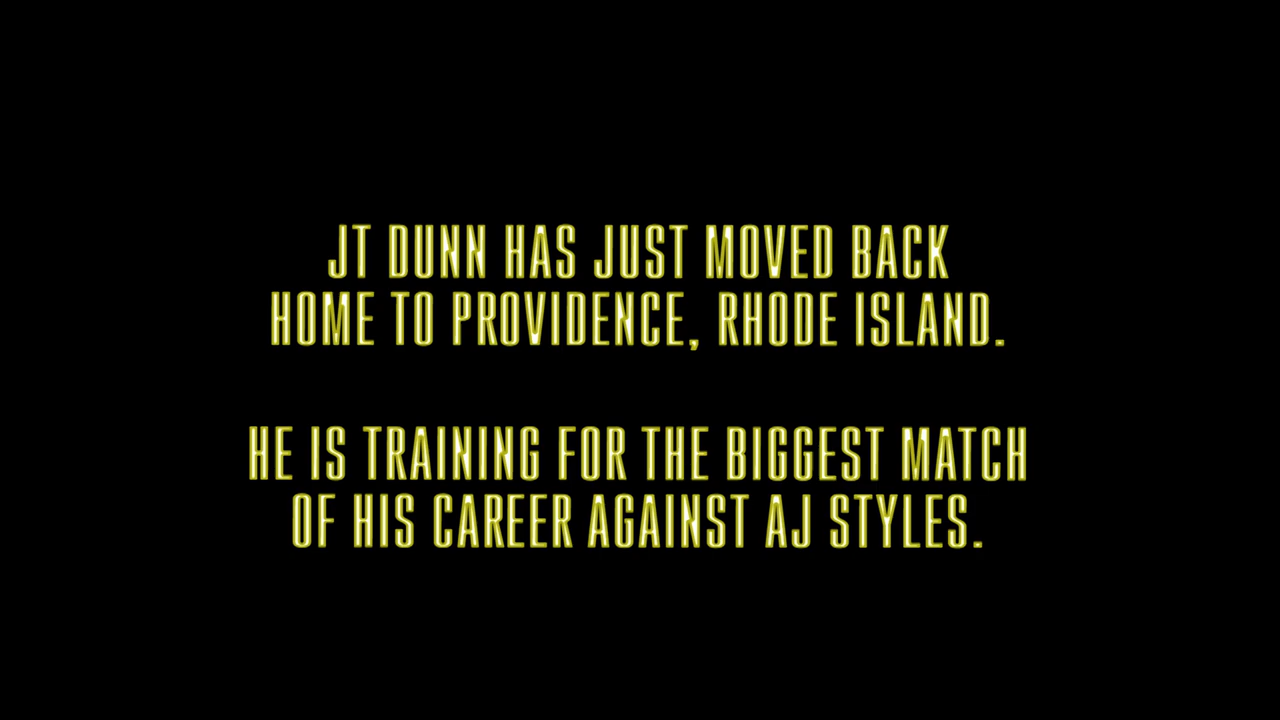 JT DUNN HAS JUST MOVED BACK
HOME TO PROVIDENCE, RHODE ISLAND.
HE IS TRAINING FOR THE BIGGEST MATCH
OF HIS CAREER AGAINST AJ STYLES.